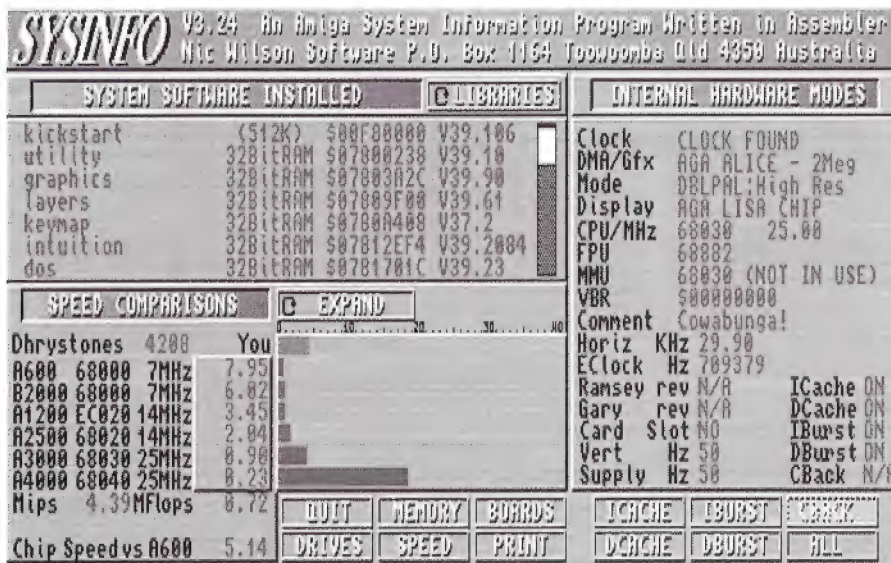 SYSINFO V3.24 An Amiga System Information Program Written in Assembler
Nic Wilson Software P.O. Box 1164 Toowoomba Qld 4350 Australia
SYSTEM SOFTWARE INSTALLED
C LIBRARIES
kickstart (512K) $00F80000 V39.106
utility 32BitRAM $07800238 V39.10
graphics 32BitRAM $07803A2C V39.90
layers 32BitRAM $07809F00 V39.61
keymap 32BitRAM $0780A408 V37.2
intuition 32BitRAM $07812EF4 V39.2084
dos 32BitRAM $0781701C V39.23
INTERNAL HARDWARE MODES
Clock CLOCK FOUND
DMA/Gfx AGA ALICE - 2Meg
Mode DBLPAL:High Res
Display AGA LISA CHIP
CPU/MHz 68030 25.00
FPU 68882
MMU 68030 (NOT IN USE)
VBR $00000000
Comment Cowabunga!
Horiz KHz 29.90
EClock Hz 709379
Ramsey rev N/A ICache ON
Gary rev N/A DCache ON
Card Slot NO IBurst ON
Vert Hz 50 DBurst ON
Supply Hz 50 CBack N/
SPEED COMPARISONS
C EXPAND
10 20 30 40
Dhrystones 4208 You
A600 68000 7MHz 7.95
B2000 68000 7MHz 6.02
A1200 EC020 14MHz 3.45
A2500 68020 14MHz 2.04
A3000 68030 25MHz 0.90
A4000 68040 25MHz 0.23
Mips 4.39 MFlops 0.72
Chip Speed vs A600 5.14
QUIT MEMORY BOARDS
DRIVES SPEED PRINT
ICACHE IBURST CBACK
DCACHE DBURST ALL